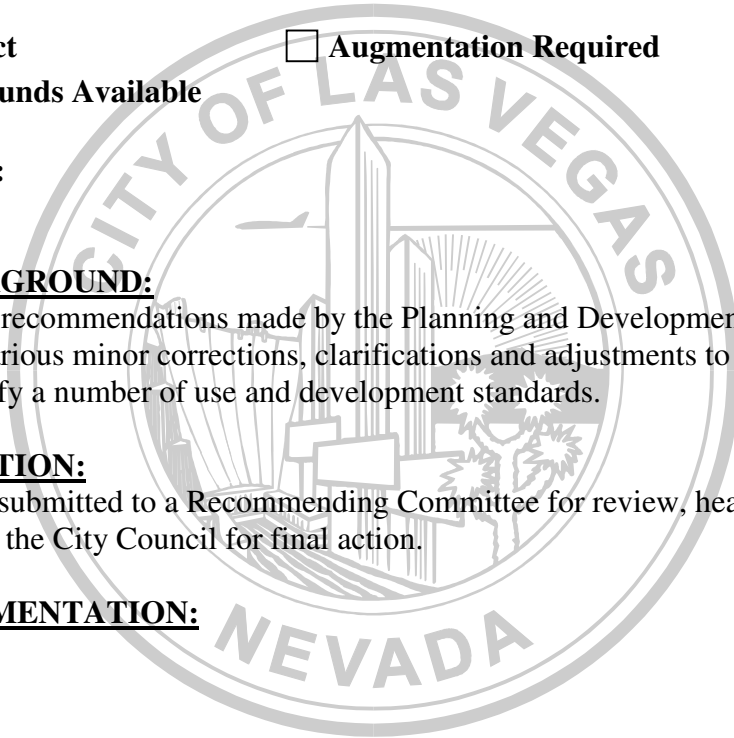 ct ☐ Augmentation Required
unds Available
:
GROUND:
recommendations made by the Planning and Developmen
rious minor corrections, clarifications and adjustments to
fy a number of use and development standards.
TION:
submitted to a Recommending Committee for review, hea
the City Council for final action.
MENTATION:
CITY OF LAS VEGAS
NEVADA